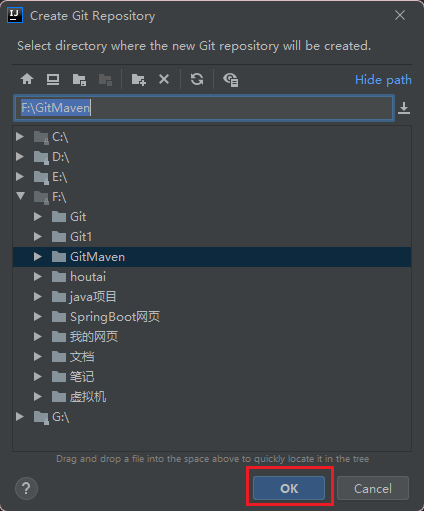 Create Git Repository
Select directory where the new Git repository will be created.
Hide path
F:\GitMaven
C:\
D:\
E:\
F:\
Git
Git1
GitMaven
houtai
java项目
SpringBoot网页
我的网页
文档
笔记
虚拟机
G:\
Drag and drop a file into the space above to quickly locate it in the tree
? OK Cancel